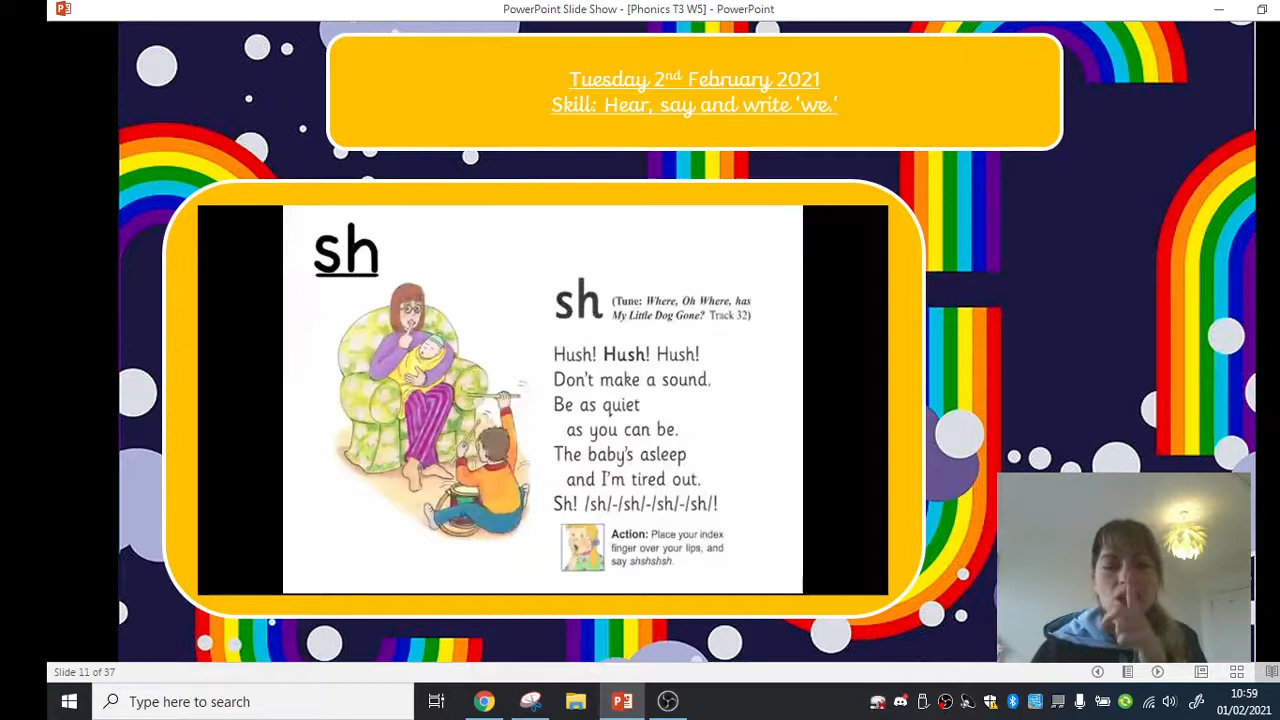 PowerPoint Slide Show - [Phonics T3 W5] - PowerPoint
Tuesday 2nd February 2021
Skill: Hear, say and write 'we.'
sh
sh (Tune: Where, Oh Where, has
My Little Dog Gone? Track 32)
Hush! Hush! Hush!
Don't make a sound,
Be as quiet
as you can be.
The baby's asleep
and I'm tired out.
Sh! /sh/-/sh/-/sh/-/sh/!
Action: Place your index
finger over your lips, and
say shshshsh.
Slide 11 of 37
Type here to search
10:59
01/02/2021